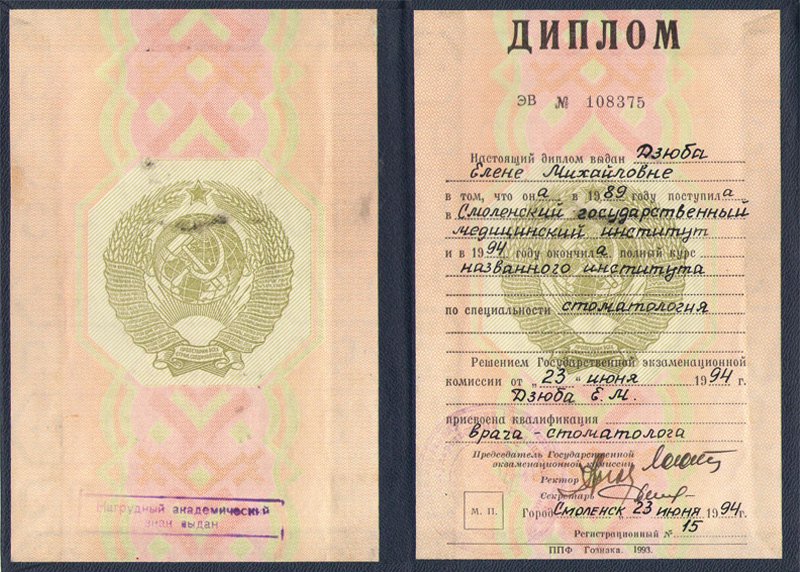 Нагрудный академический
знак выдан
ДИПЛОМ
ЭВ № 108375
Настоящий диплом выдан Дзюба
Елене Михайловне
в том, что она в 1989 году поступила
в Смоленский государственный
медицинский институт
и в 1994 году окончила полный курс
названного института
по специальности стоматология
Решением Государственной экзаменационной
комиссии от „23“ июня 1994 г.
Дзюба Е. М.
присвоена квалификация
врача-стоматолога
Председатель Государственной
экзаменационной комиссии
Ректор
Секретарь
М. П.
Город Смоленск 23 июня 1994 г.
Регистрационный № 15
ППФ Гознака. 1993.